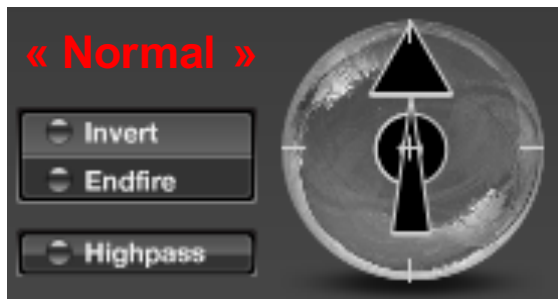 « Normal »
Invert
Endfire
Highpass